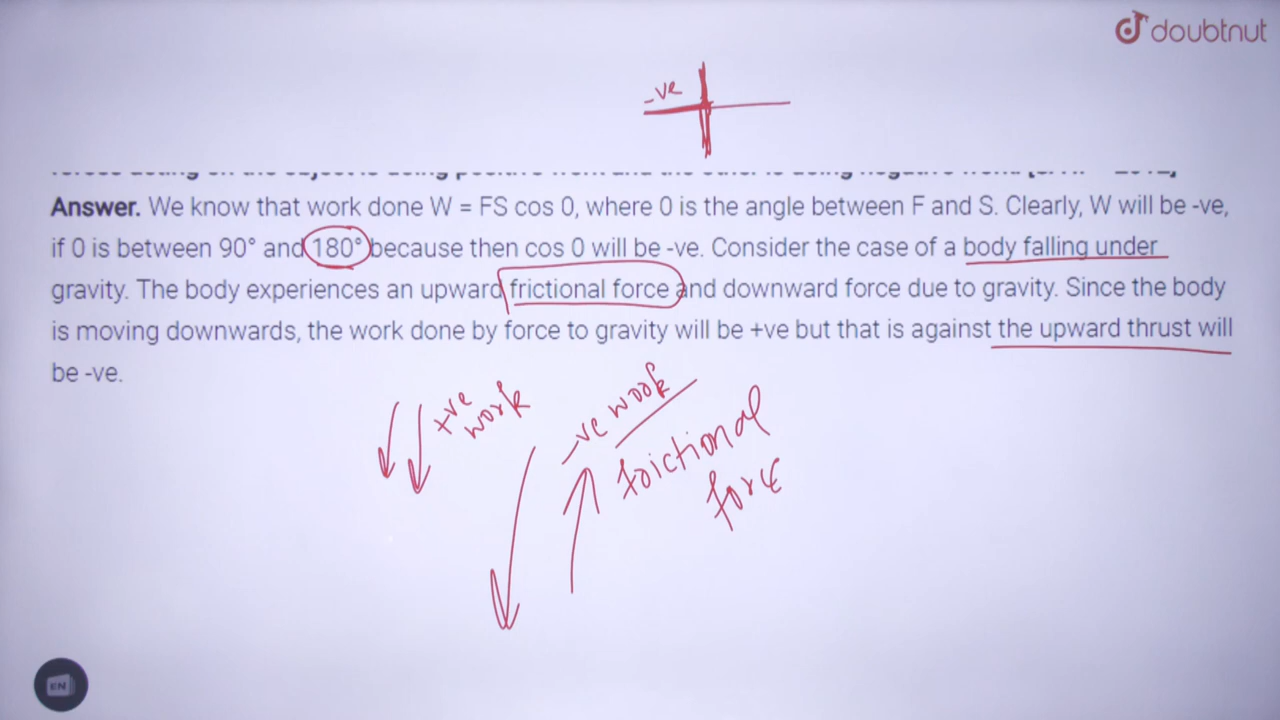 doubtnut
-ve
Answer. We know that work done W = FS cos 0, where 0 is the angle between F and S. Clearly, W will be -ve,
if 0 is between 90° and 180° because then cos 0 will be -ve. Consider the case of a body falling under
gravity. The body experiences an upward frictional force and downward force due to gravity. Since the body
is moving downwards, the work done by force to gravity will be +ve but that is against the upward thrust will
be -ve.
+ve
work
-ve work
frictional
force
EN